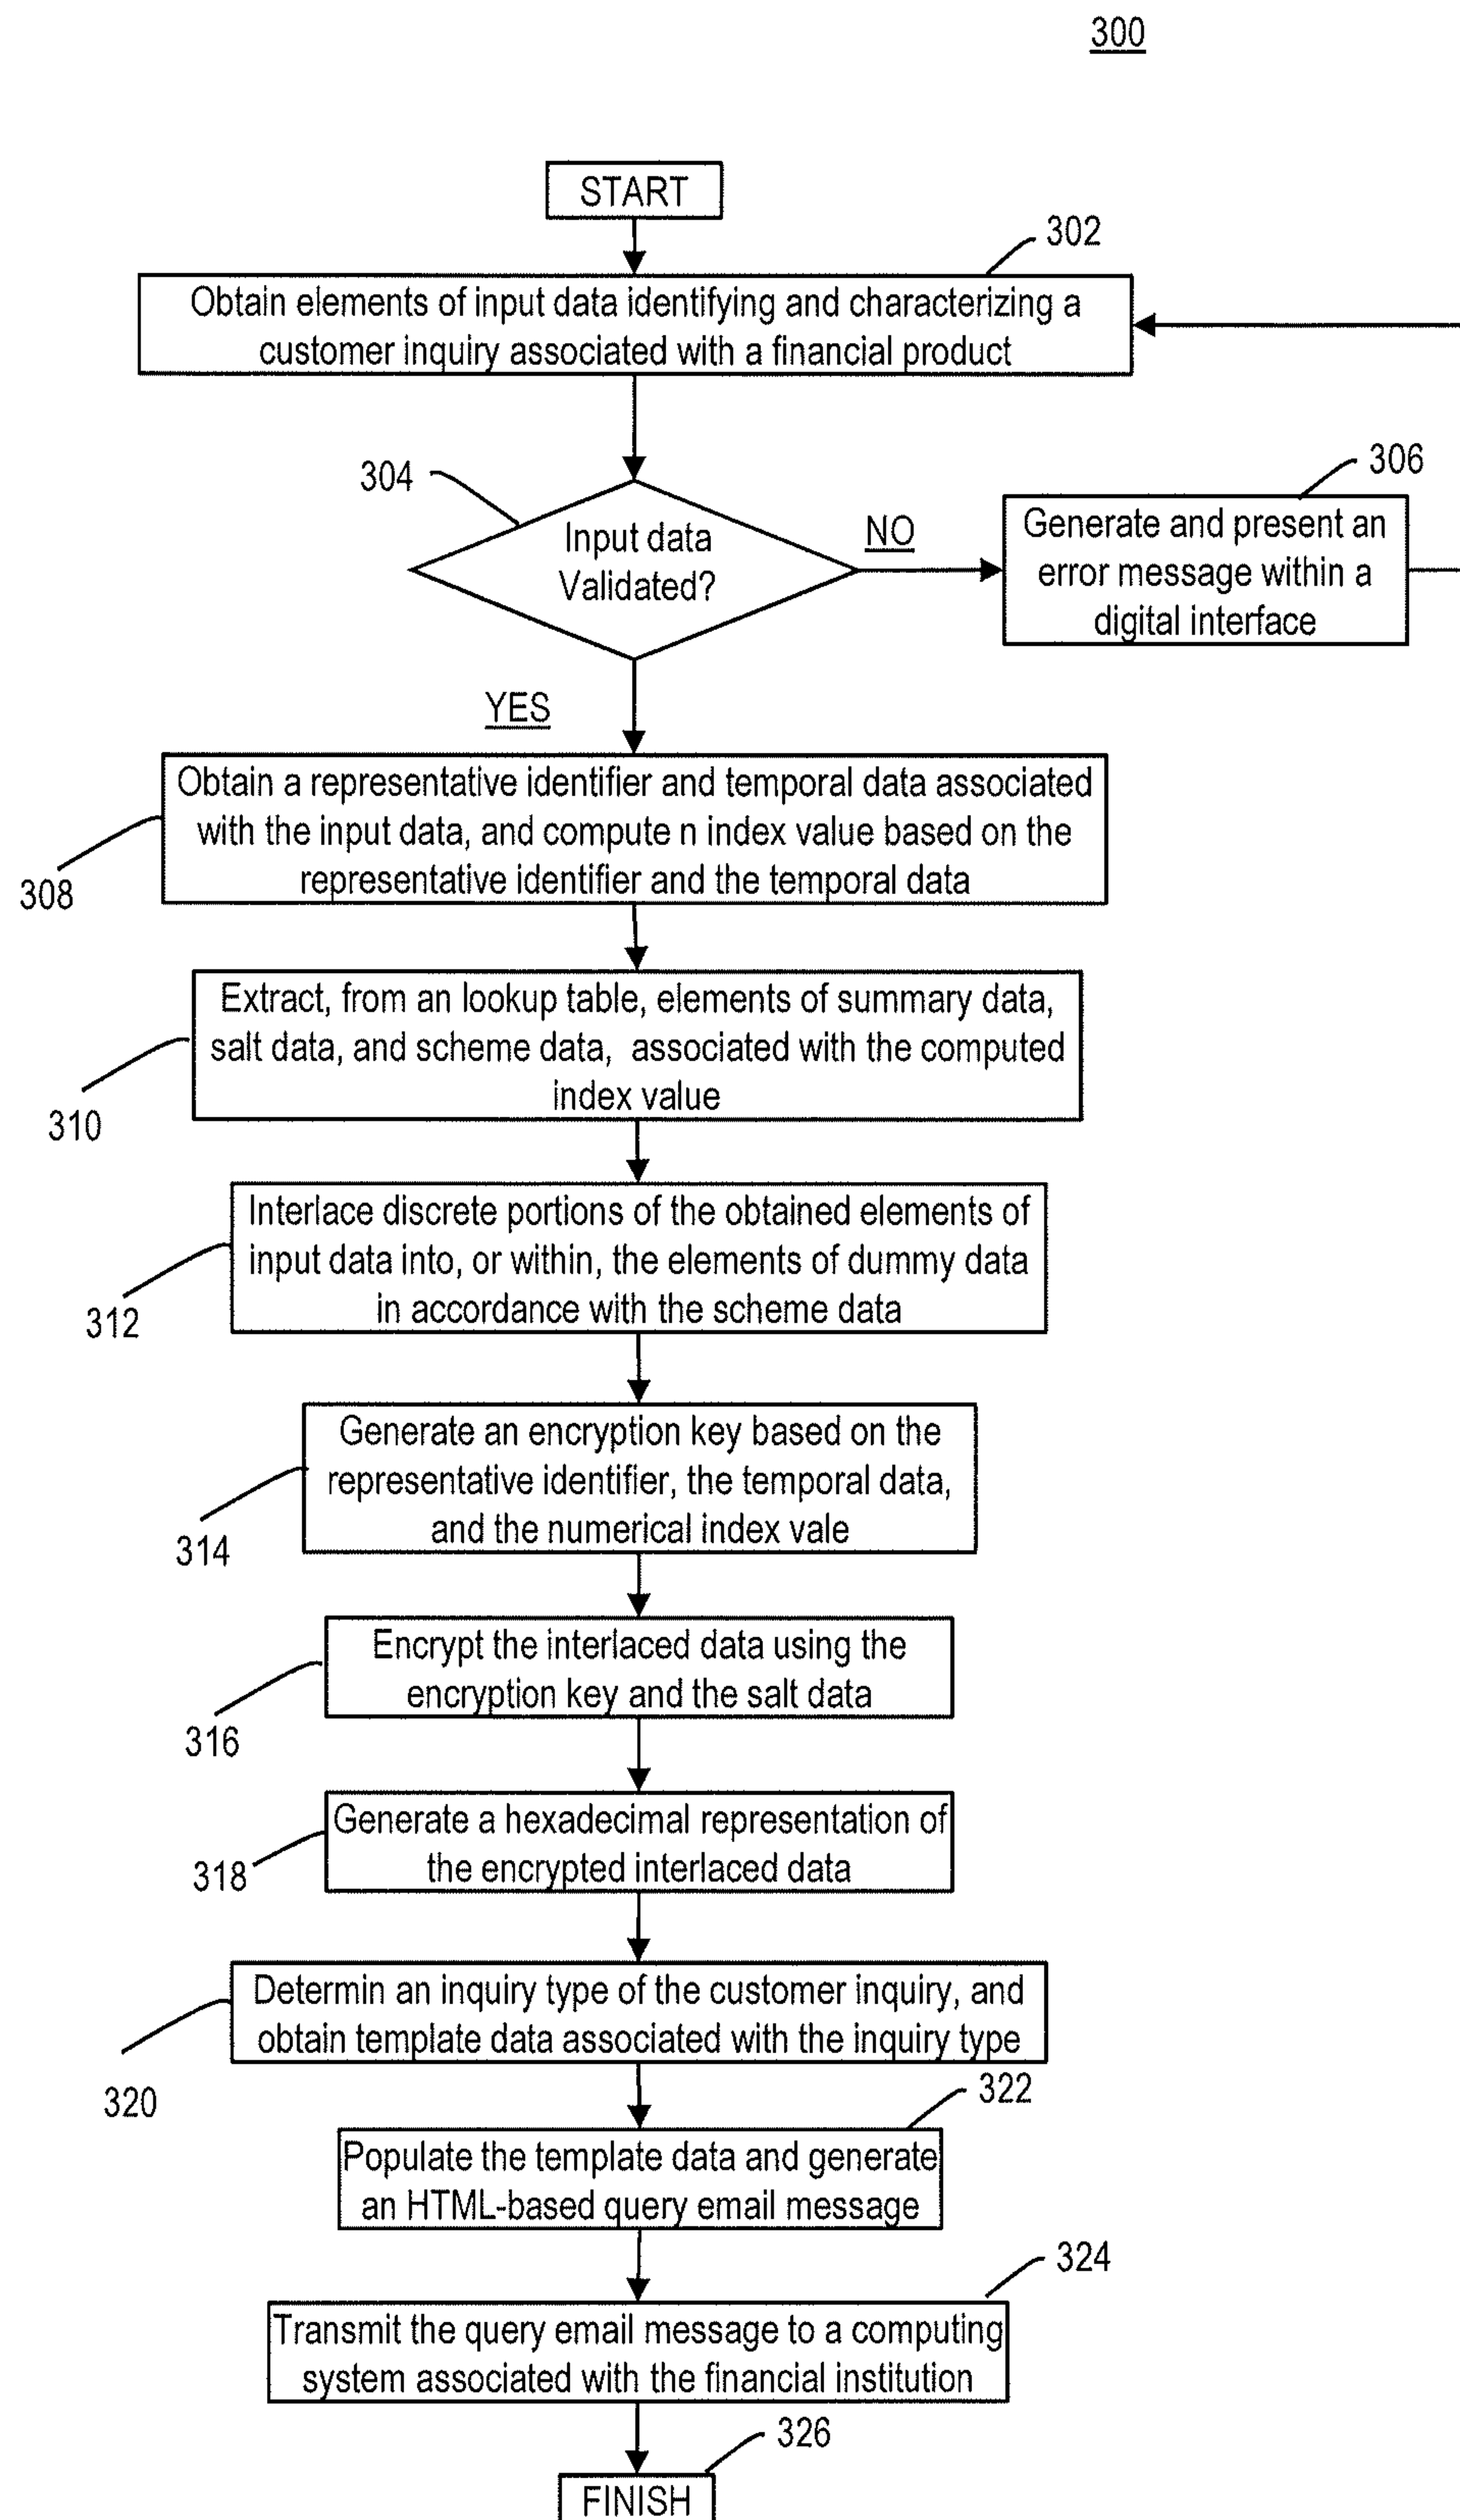 300
START
302
Obtain elements of input data identifying and characterizing a
customer inquiry associated with a financial product
304
Input data
Validated?
NO
306
Generate and present an
error message within a
digital interface
YES
308
Obtain a representative identifier and temporal data associated
with the input data, and compute n index value based on the
representative identifier and the temporal data
310
Extract, from an lookup table, elements of summary data,
salt data, and scheme data, associated with the computed
index value
312
Interlace discrete portions of the obtained elements of
input data into, or within, the elements of dummy data
in accordance with the scheme data
314
Generate an encryption key based on the
representative identifier, the temporal data,
and the numerical index vale
316
Encrypt the interlaced data using the
encryption key and the salt data
318
Generate a hexadecimal representation of
the encrypted interlaced data
320
Determin an inquiry type of the customer inquiry, and
obtain template data associated with the inquiry type
322
Populate the template data and generate
an HTML-based query email message
324
Transmit the query email message to a computing
system associated with the financial institution
326
FINISH